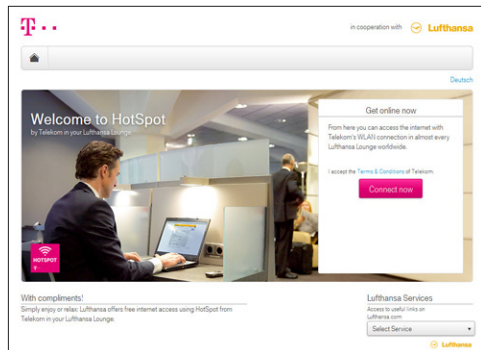 T · ·
in cooperation with Lufthansa
Deutsch
Welcome to HotSpot
by Telekom in your Lufthansa Lounge.
Get online now
From here you can access the internet with
Telekom's WLAN connection in almost every
Lufthansa Lounge worldwide.
I accept the Terms & Conditions of Telekom.
Connect now
HOTSPOT
T · ·
With compliments!
Simply enjoy or relax: Lufthansa offers free internet access using HotSpot from
Telekom in your Lufthansa Lounge.
Lufthansa Services
Access to useful links on
Lufthansa.com
Select Service
Lufthansa